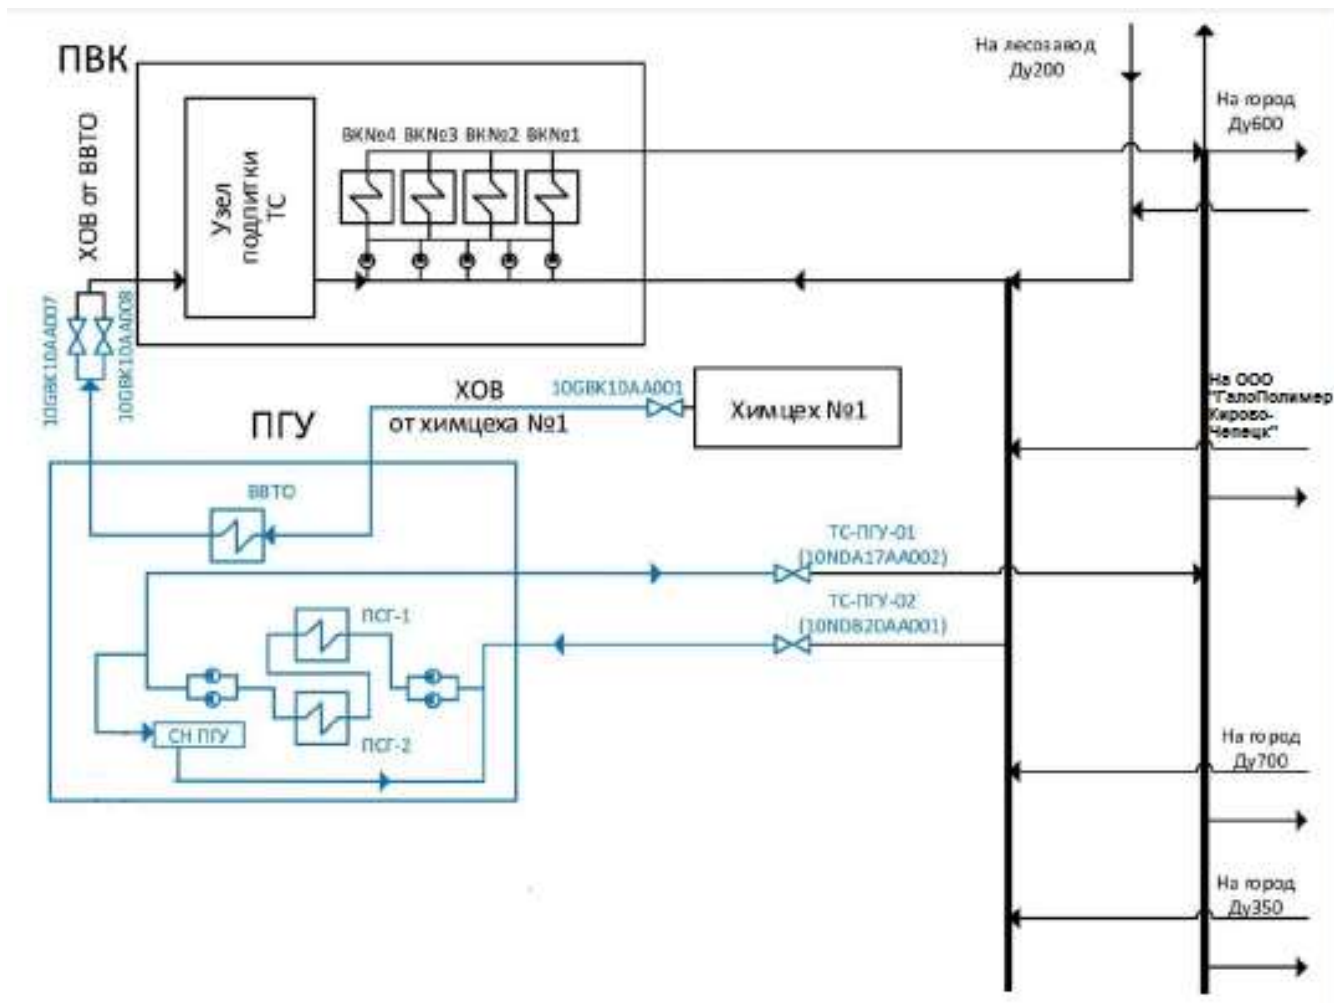 ПВК
На лесозавод
Ду200
На город
Ду600
ХОВ от ВВТО
Узел
подпитки
ТС
ВК№4 ВК№3 ВК№2 ВК№1
10GBK10AA007
10GBK10AA008
ХОВ
от химцеха №1
10GBK10AA001
Химцех №1
На ООО
"ГалоПолимер
Кирово-
Чепецк"
ПГУ
ВВТО
ТС-ПГУ-01
(10NDA17AA002)
ТС-ПГУ-02
(10NDB20AA001)
ПСГ-1
СН ПГУ
ПСГ-2
На город
Ду700
На город
Ду350